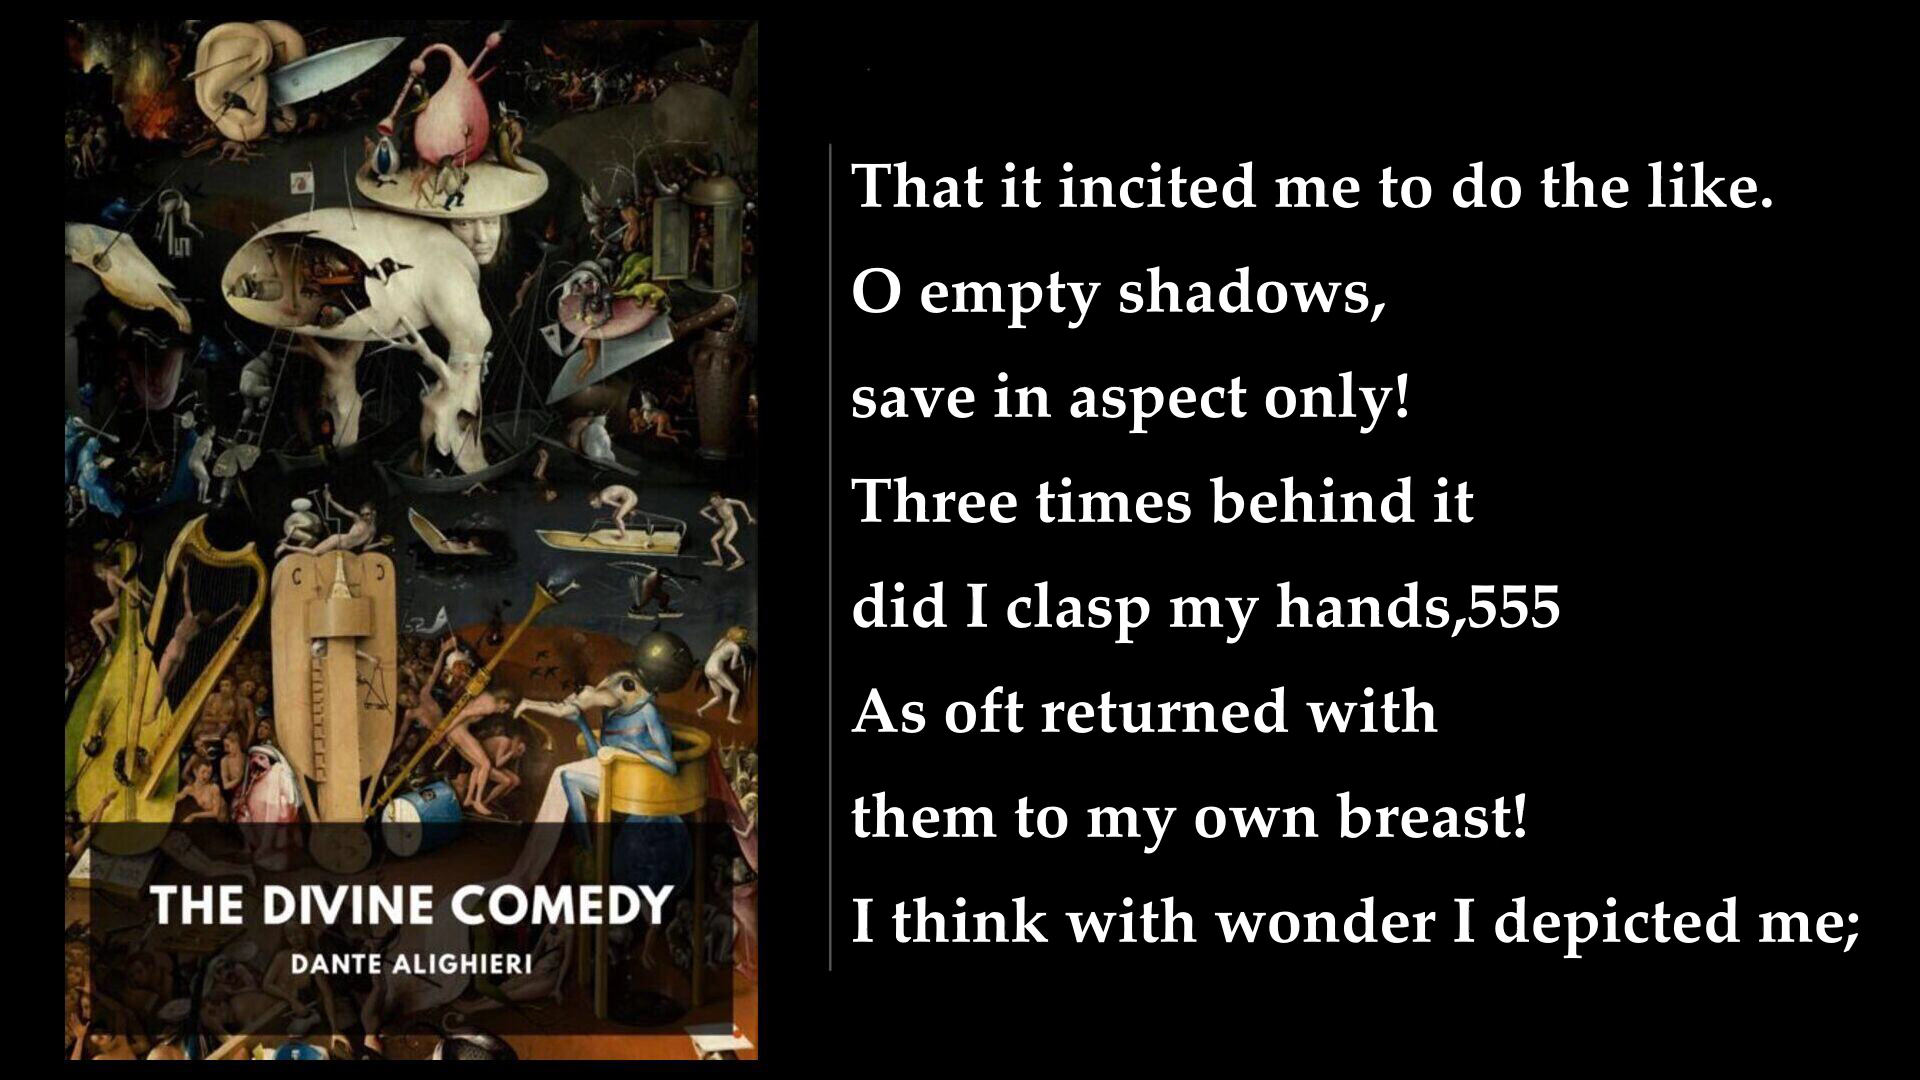 THE DIVINE COMEDY
DANTE ALIGHIERI
That it incited me to do the like.
O empty shadows,
save in aspect only!
Three times behind it
did I clasp my hands,555
As oft returned with
them to my own breast!
I think with wonder I depicted me;